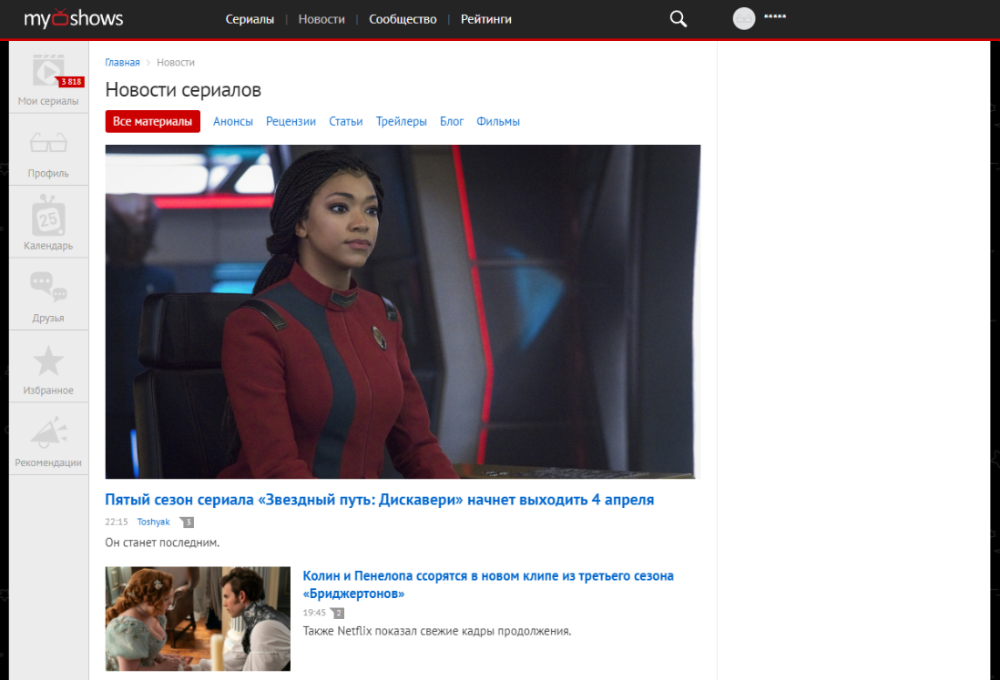 myshows
Сериалы | Новости | Сообщество | Рейтинги
*****
3 818
Мои сериалы
Профиль
25
Календарь
Друзья
Избранное
Рекомендации
Главная > Новости
Новости сериалов
Все материалы Анонсы Рецензии Статьи Трейлеры Блог Фильмы
Пятый сезон сериала «Звездный путь: Дискавери» начнет выходить 4 апреля
22:15 Toshyak 3
Он станет последним.
Колин и Пенелопа ссорятся в новом клипе из третьего сезона
«Бриджертонов»
19:45 2
Также Netflix показал свежие кадры продолжения.